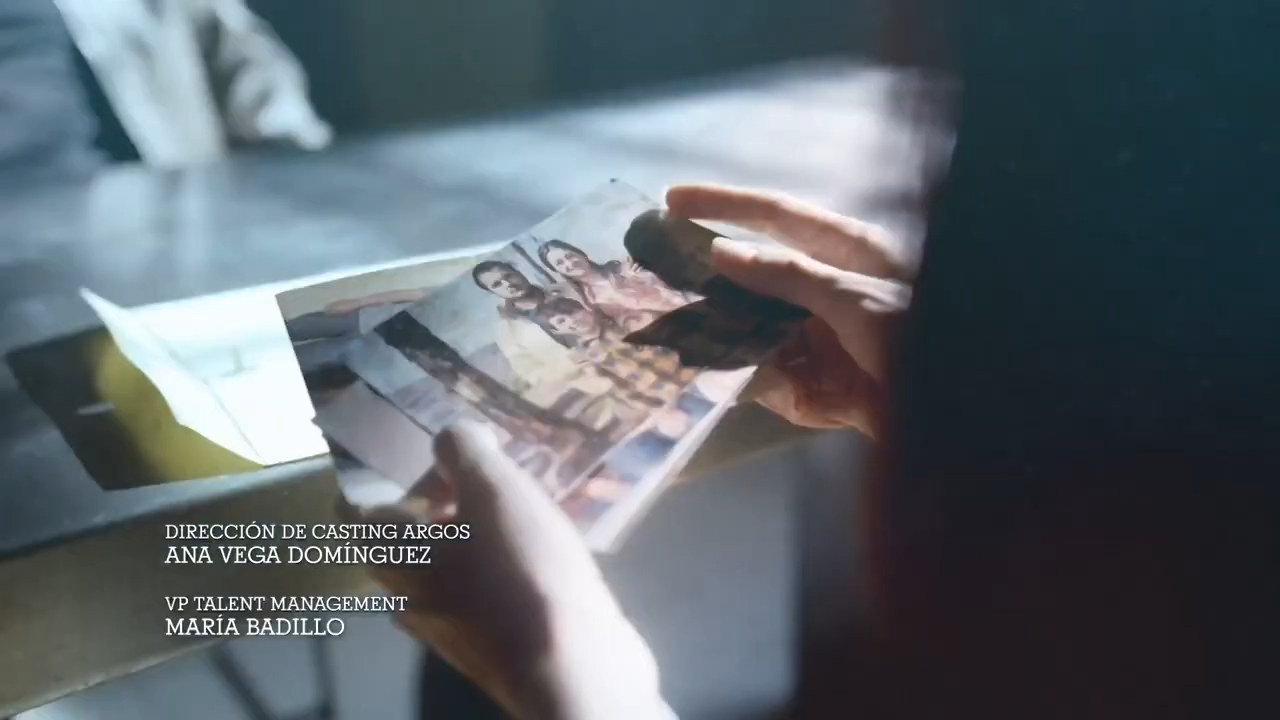 DIRECCIÓN DE CASTING ARGOS
ANA VEGA DOMÍNGUEZ
VP TALENT MANAGEMENT
MARÍA BADILLO